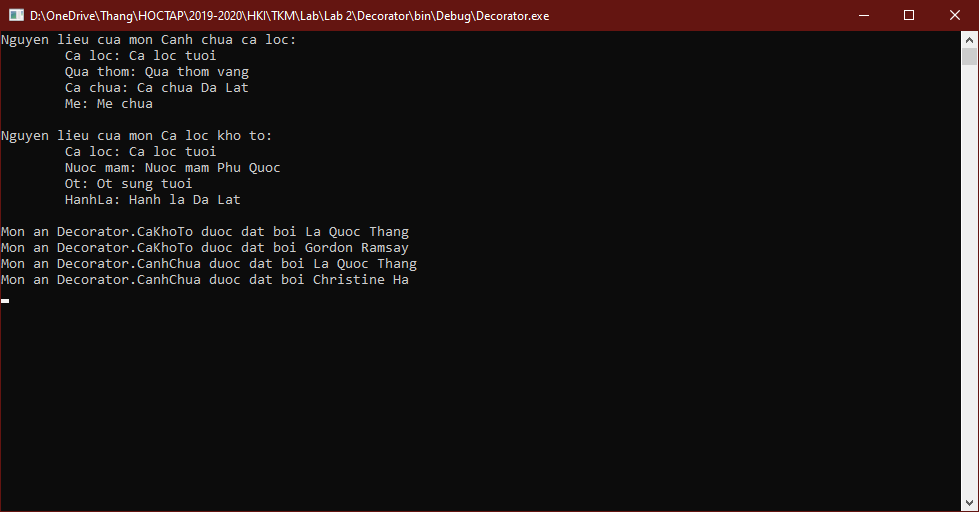 D:\OneDrive\Thang\HOCTAP\2019-2020\HKI\TKM\Lab\Lab 2\Decorator\bin\Debug\Decorator.exe
Nguyen lieu cua mon Canh chua ca loc:
Ca loc: Ca loc tuoi
Qua thom: Qua thom vang
Ca chua: Ca chua Da Lat
Me: Me chua
Nguyen lieu cua mon Ca loc kho to:
Ca loc: Ca loc tuoi
Nuoc mam: Nuoc mam Phu Quoc
Ot: Ot sung tuoi
HanhLa: Hanh la Da Lat
Mon an Decorator.CaKhoTo duoc dat boi La Quoc Thang
Mon an Decorator.CaKhoTo duoc dat boi Gordon Ramsay
Mon an Decorator.CanhChua duoc dat boi La Quoc Thang
Mon an Decorator.CanhChua duoc dat boi Christine Ha